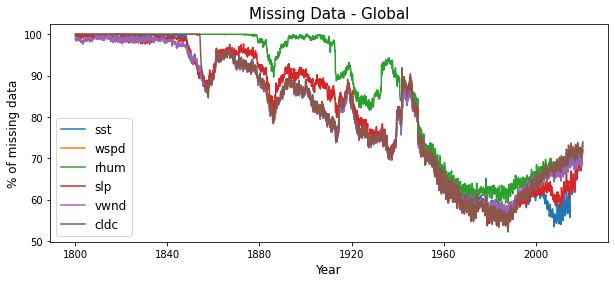 Missing Data - Global
% of missing data
100
90
80
70
60
50
sst
wspd
rhum
slp
vwnd
cldc
1800 1840 1880 1920 1960 2000
Year